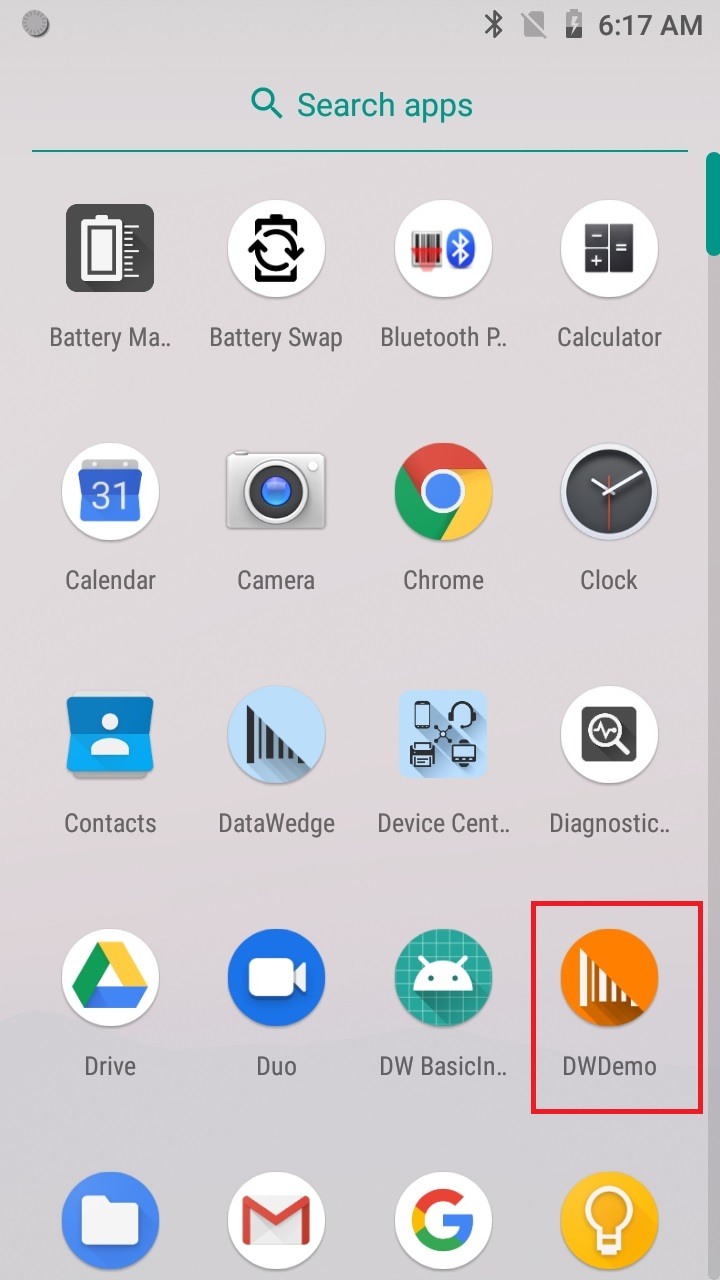 6:17 AM
Search apps
Battery Ma..
Battery Swap
Bluetooth P..
Calculator
31
Calendar
Camera
Chrome
Clock
Contacts
DataWedge
Device Cent..
Diagnostic..
Drive
Duo
DW BasicIn..
DWDemo